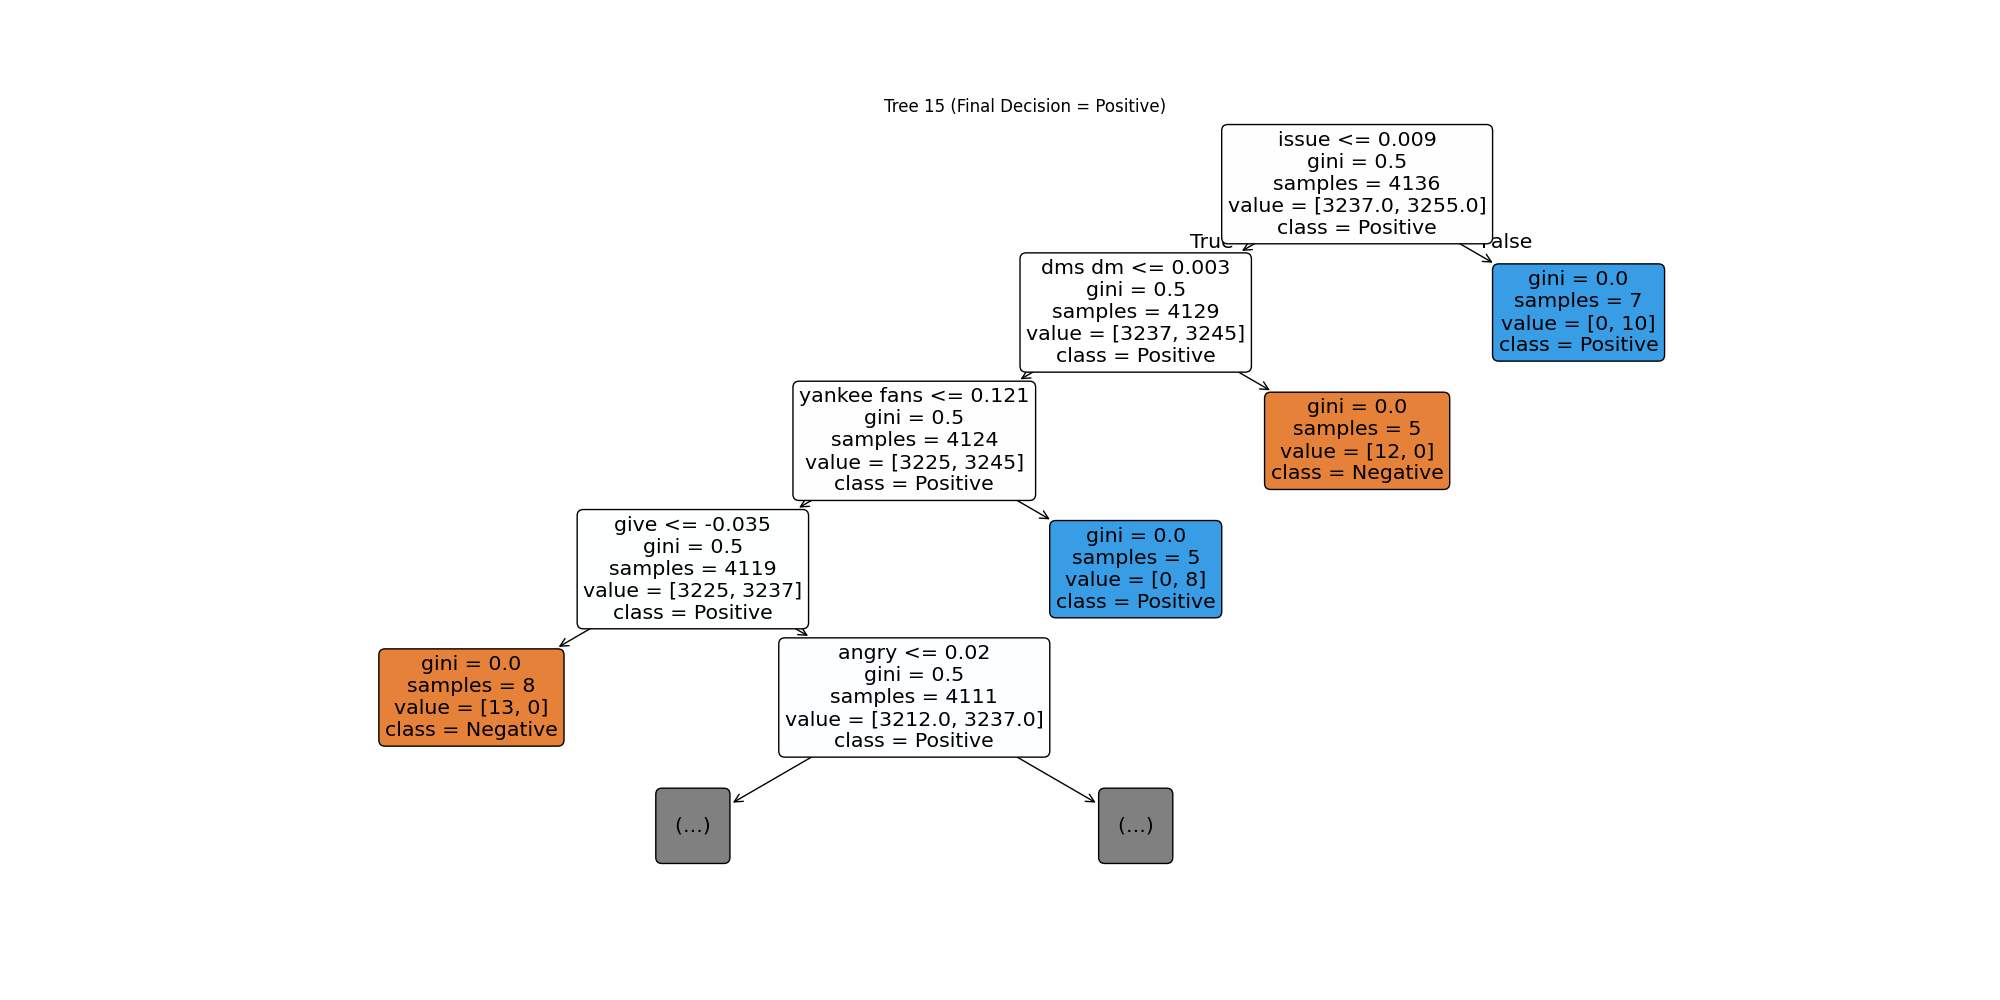 Tree 15 (Final Decision = Positive)
issue <= 0.009
gini = 0.5
samples = 4136
value = [3237.0, 3255.0]
class = Positive
True
False
dms dm <= 0.003
gini = 0.5
samples = 4129
value = [3237, 3245]
class = Positive
gini = 0.0
samples = 7
value = [0, 10]
class = Positive
yankee fans <= 0.121
gini = 0.5
samples = 4124
value = [3225, 3245]
class = Positive
gini = 0.0
samples = 5
value = [12, 0]
class = Negative
give <= -0.035
gini = 0.5
samples = 4119
value = [3225, 3237]
class = Positive
gini = 0.0
samples = 5
value = [0, 8]
class = Positive
gini = 0.0
samples = 8
value = [13, 0]
class = Negative
angry <= 0.02
gini = 0.5
samples = 4111
value = [3212.0, 3237.0]
class = Positive
(...)
(...)